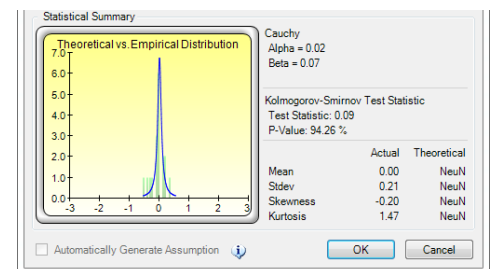 Statistical Summary
Theoretical vs. Empirical Distribution
7.0
6.0
5.0
4.0
3.0
2.0
1.0
0.0
-3 -2 -1 0 1 2 3
Cauchy
Alpha = 0.02
Beta = 0.07
Kolmogorov-Smirnov Test Statistic
Test Statistic: 0.09
P-Value: 94.26 %
Actual Theoretical
Mean 0.00 NeuN
Stdev 0.21 NeuN
Skewness -0.20 NeuN
Kurtosis 1.47 NeuN
Automatically Generate Assumption
OK Cancel